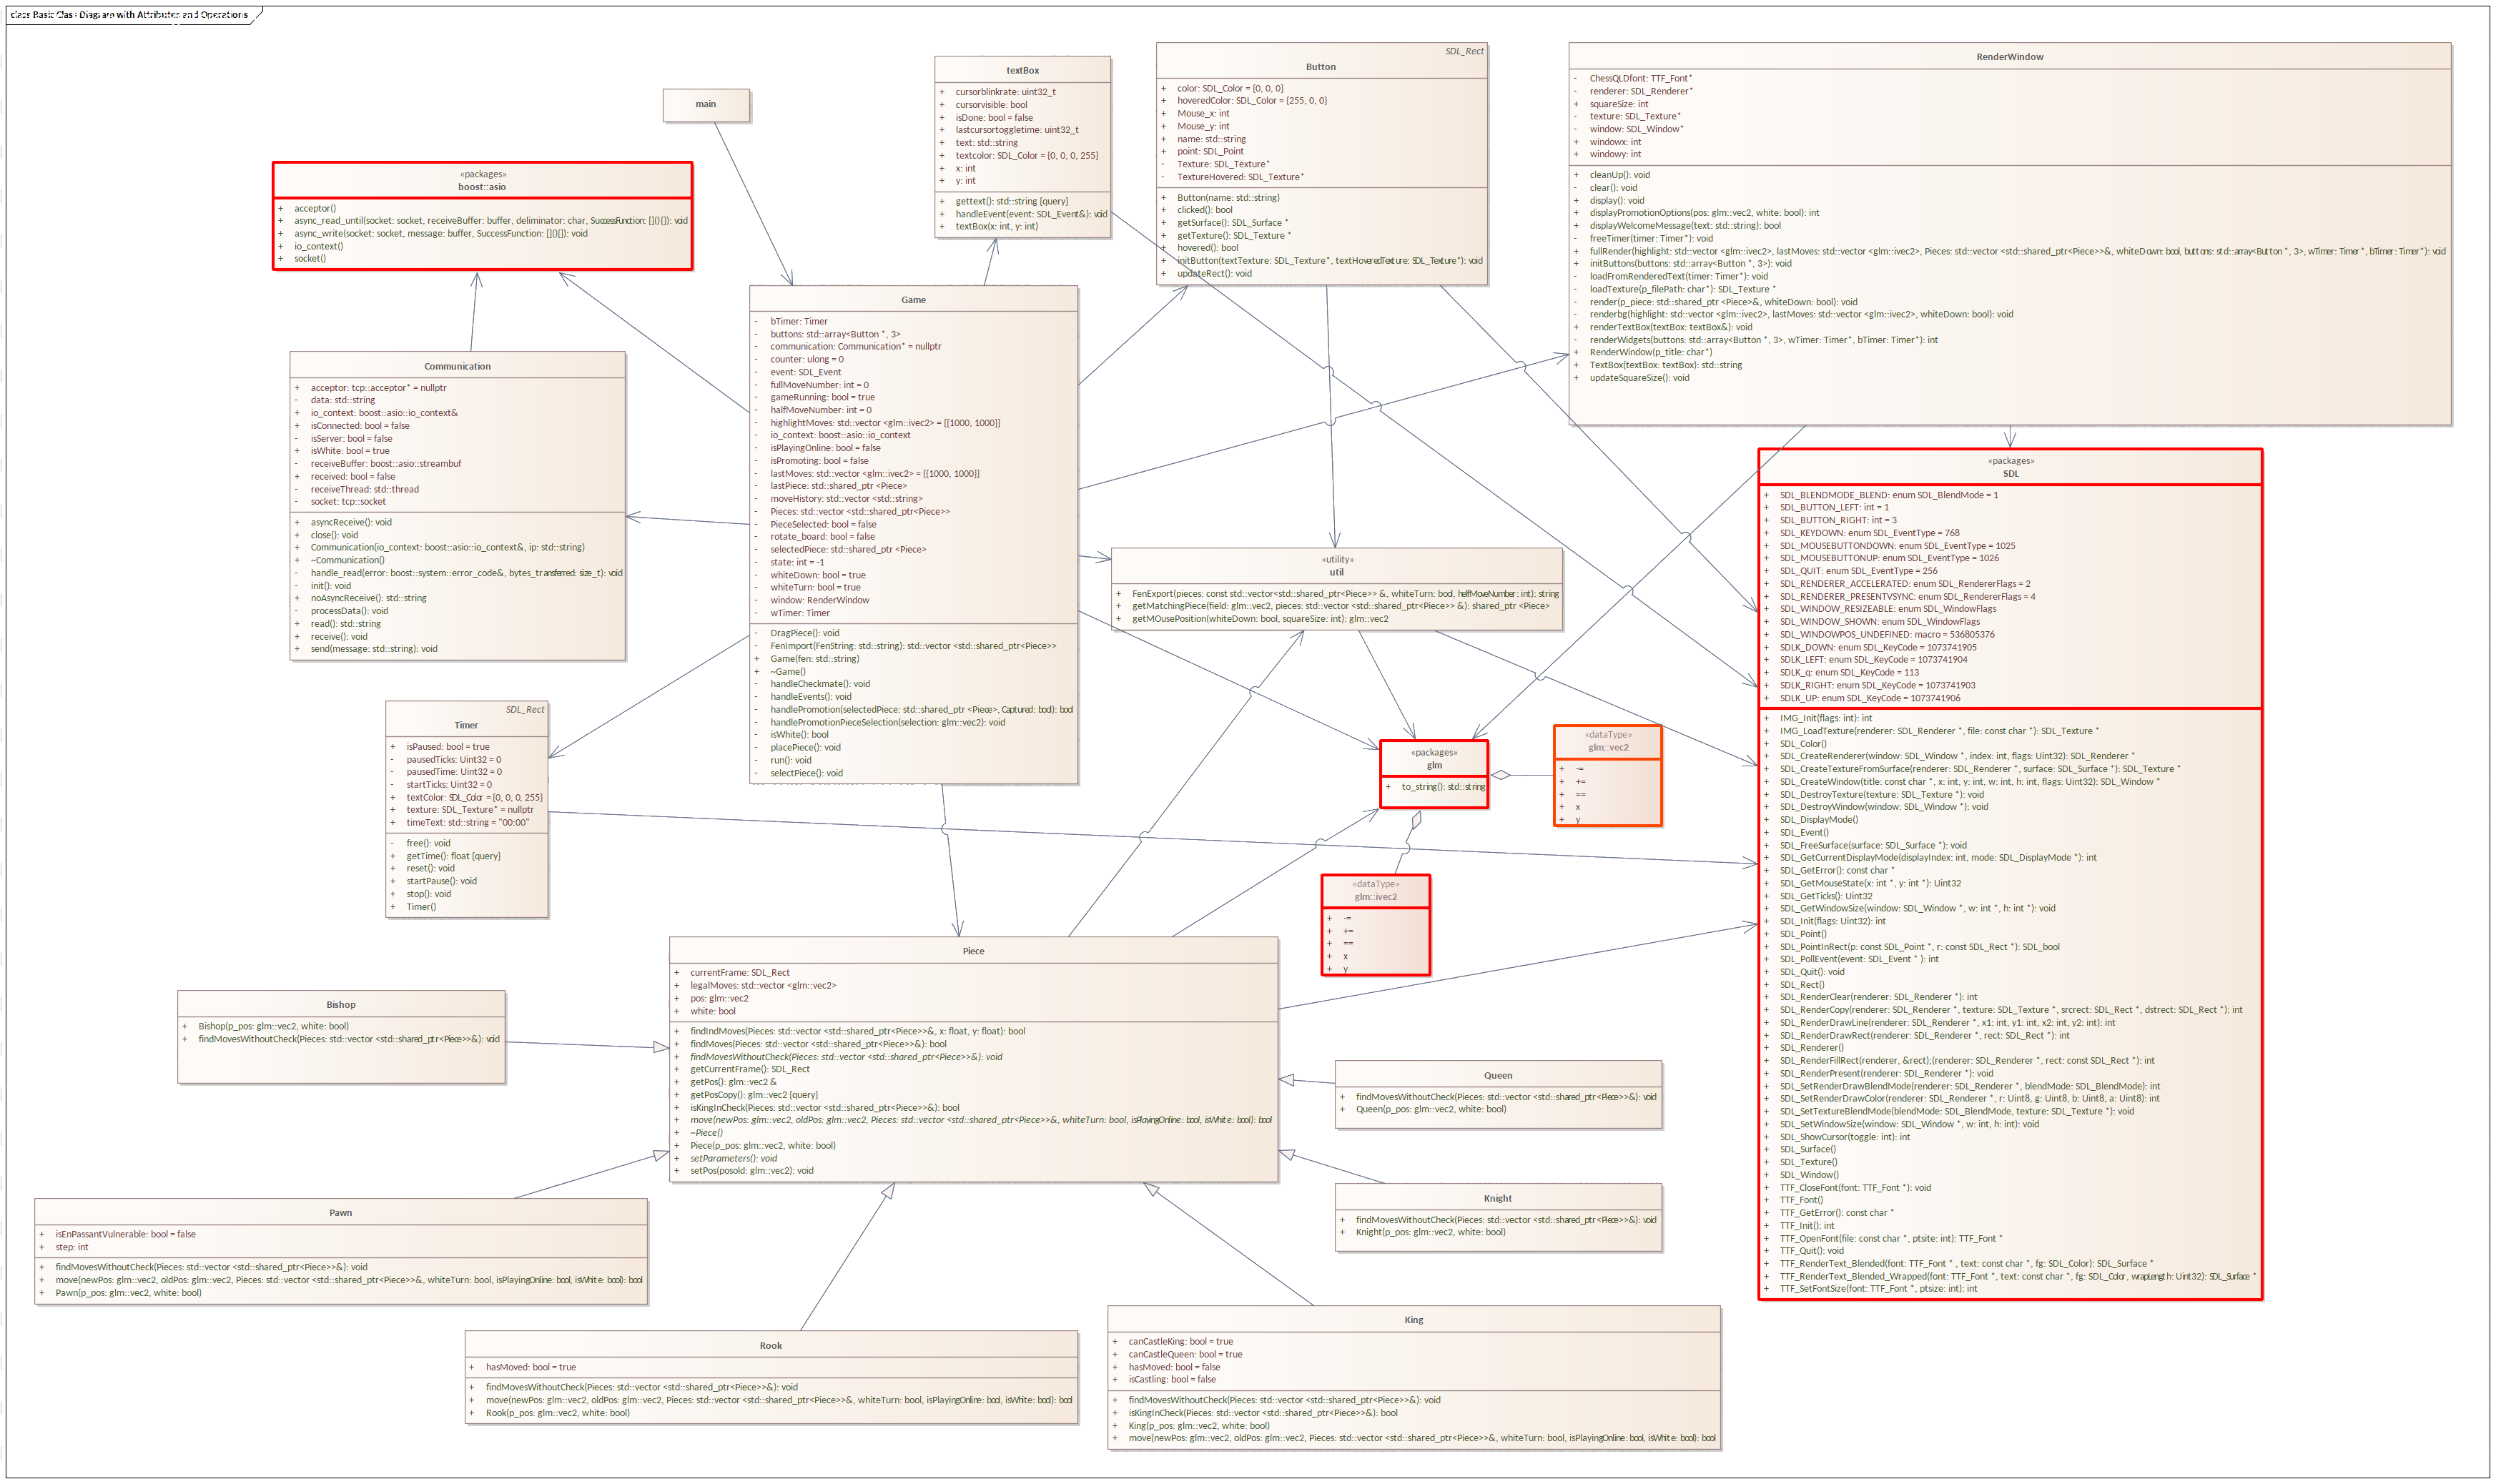 class Basic Class Diagram with Attributes and Operations
main
textBox
+ cursorblinkrate: uint32_t
+ cursorvisible: bool
+ isDone: bool = false
+ lastcursortoggletime: uint32_t
+ text: std::string
+ textcolor: SDL_Color = {0, 0, 0, 255}
+ x: int
+ y: int
+ gettext(): std::string {query}
+ handleEvent(event: SDL_Event&): void
+ textBox(x: int, y: int)
SDL_Rect
Button
+ color: SDL_Color = {0, 0, 0}
+ hoveredColor: SDL_Color = {255, 0, 0}
+ Mouse_x: int
+ Mouse_y: int
+ name: std::string
+ point: SDL_Point
- Texture: SDL_Texture*
- TextureHovered: SDL_Texture*
+ Button(name: std::string)
+ clicked(): bool
+ getSurface(): SDL_Surface *
+ getTexture(): SDL_Texture *
+ hovered(): bool
+ initButton(textTexture: SDL_Texture*, textHoveredTexture: SDL_Texture*): void
+ updateRect(): void
RenderWindow
- ChessQLDfont: TTF_Font*
- renderer: SDL_Renderer*
+ squareSize: int
- texture: SDL_Texture*
- window: SDL_Window*
+ windowx: int
+ windowy: int
+ cleanUp(): void
- clear(): void
+ display(): void
+ displayPromotionOptions(pos: glm::vec2, white: bool): int
+ displayWelcomeMessage(text: std::string): bool
- freeTimer(timer: Timer*): void
+ fullRender(highlight: std::vector <glm::ivec2>, lastMoves: std::vector <glm::ivec2>, Pieces: std::vector <std::shared_ptr<Piece>>&, whiteDown: bool, buttons: std::array<Button *, 3>, wTimer: Timer*, bTimer: Timer*): void
+ initButtons(buttons: std::array<Button *, 3>): void
- loadFromRenderedText(timer: Timer*): void
- loadTexture(p_filePath: char*): SDL_Texture *
- render(p_piece: std::shared_ptr <Piece>&, whiteDown: bool): void
- renderbg(highlight: std::vector <glm::ivec2>, lastMoves: std::vector <glm::ivec2>, whiteDown: bool): void
+ renderTextBox(textBox: textBox&): void
- renderWidgets(buttons: std::array<Button *, 3>, wTimer: Timer*, bTimer: Timer*): int
+ RenderWindow(p_title: char*)
+ TextBox(textBox: textBox): std::string
+ updateSquareSize(): void
«packages»
boost::asio
+ acceptor()
+ async_read_until(socket: socket, receiveBuffer: buffer, deliminator: char, SuccessFunction: [](){}): void
+ async_write(socket: socket, message: buffer, SuccessFunction: [](){}): void
+ io_context()
+ socket()
Communication
+ acceptor: tcp::acceptor* = nullptr
- data: std::string
+ io_context: boost::asio::io_context&
+ isConnected: bool = false
- isServer: bool = false
+ isWhite: bool = true
- receiveBuffer: boost::asio::streambuf
+ received: bool = false
- receiveThread: std::thread
- socket: tcp::socket
+ asyncReceive(): void
+ close(): void
+ Communication(io_context: boost::asio::io_context&, ip: std::string)
+ ~Communication()
- handle_read(error: boost::system::error_code&, bytes_transferred: size_t): void
- init(): void
+ noAsyncReceive(): std::string
- processData(): void
+ read(): std::string
+ receive(): void
+ send(message: std::string): void
Game
- bTimer: Timer
- buttons: std::array<Button *, 3>
- communication: Communication* = nullptr
- counter: ulong = 0
- event: SDL_Event
- fullMoveNumber: int = 0
- gameRunning: bool = true
- halfMoveNumber: int = 0
- highlightMoves: std::vector <glm::ivec2> = {{1000, 1000}}
- io_context: boost::asio::io_context
- isPlayingOnline: bool = false
- isPromoting: bool = false
- lastMoves: std::vector <glm::ivec2> = {{1000, 1000}}
- lastPiece: std::shared_ptr <Piece>
- moveHistory: std::vector <std::string>
- Pieces: std::vector <std::shared_ptr<Piece>>
- PieceSelected: bool = false
- rotate_board: bool = false
- selectedPiece: std::shared_ptr <Piece>
- state: int = -1
- whiteDown: bool = true
- whiteTurn: bool = true
- window: RenderWindow
- wTimer: Timer
- DragPiece(): void
- FenImport(FenString: std::string): std::vector <std::shared_ptr<Piece>>
+ Game(fen: std::string)
+ ~Game()
- handleCheckmate(): void
- handleEvents(): void
- handlePromotion(selectedPiece: std::shared_ptr <Piece>, Captured: bool): bool
- handlePromotionPieceSelection(selection: glm::vec2): void
- isWhite(): bool
- placePiece(): void
- run(): void
- selectPiece(): void
«utility»
util
+ FenExport(pieces: const std::vector<std::shared_ptr<Piece>> &, whiteTurn: bool, helfMoveNumber: int): string
+ getMatchingPiece(field: glm::vec2, pieces: std::vector <std::shared_ptr<Piece>> &): shared_ptr <Piece>
+ getMOusePosition(whiteDown: bool, squareSize: int): glm::vec2
SDL_Rect
Timer
+ isPaused: bool = true
- pausedTicks: Uint32 = 0
- pausedTime: Uint32 = 0
- startTicks: Uint32 = 0
+ textColor: SDL_Color = {0, 0, 0, 255}
+ texture: SDL_Texture* = nullptr
+ timeText: std::string = "00:00"
- free(): void
+ getTime(): float {query}
+ reset(): void
+ startPause(): void
+ stop(): void
+ Timer()
«packages»
glm
+ to_string(): std::string
«dataType»
glm::vec2
+ -=
+ +=
+ ==
+ x
+ y
«dataType»
glm::ivec2
+ -=
+ +=
+ ==
+ x
+ y
«packages»
SDL
+ SDL_BLENDMODE_BLEND: enum SDL_BlendMode = 1
+ SDL_BUTTON_LEFT: int = 1
+ SDL_BUTTON_RIGHT: int = 3
+ SDL_KEYDOWN: enum SDL_EventType = 768
+ SDL_MOUSEBUTTONDOWN: enum SDL_EventType = 1025
+ SDL_MOUSEBUTTONUP: enum SDL_EventType = 1026
+ SDL_QUIT: enum SDL_EventType = 256
+ SDL_RENDERER_ACCELERATED: enum SDL_RendererFlags = 2
+ SDL_RENDERER_PRESENTVSYNC: enum SDL_RendererFlags = 4
+ SDL_WINDOW_RESIZEABLE: enum SDL_WindowFlags
+ SDL_WINDOW_SHOWN: enum SDL_WindowFlags
+ SDL_WINDOWPOS_UNDEFINED: macro = 536805376
+ SDLK_DOWN: enum SDL_KeyCode = 1073741905
+ SDLK_LEFT: enum SDL_KeyCode = 1073741904
+ SDLK_q: enum SDL_KeyCode = 113
+ SDLK_RIGHT: enum SDL_KeyCode = 1073741903
+ SDLK_UP: enum SDL_KeyCode = 1073741906
+ IMG_Init(flags: int): int
+ IMG_LoadTexture(renderer: SDL_Renderer *, file: const char *): SDL_Texture *
+ SDL_Color()
+ SDL_CreateRenderer(window: SDL_Window *, index: int, flags: Uint32): SDL_Renderer *
+ SDL_CreateTextureFromSurface(renderer: SDL_Renderer *, surface: SDL_Surface *): SDL_Texture *
+ SDL_CreateWindow(title: const char *, x: int, y: int, w: int, h: int, flags: Uint32): SDL_Window *
+ SDL_DestroyTexture(texture: SDL_Texture *): void
+ SDL_DestroyWindow(window: SDL_Window *): void
+ SDL_DisplayMode()
+ SDL_Event()
+ SDL_FreeSurface(surface: SDL_Surface *): void
+ SDL_GetCurrentDisplayMode(displayIndex: int, mode: SDL_DisplayMode *): int
+ SDL_GetError(): const char *
+ SDL_GetMouseState(x: int *, y: int *): Uint32
+ SDL_GetTicks(): Uint32
+ SDL_GetWindowSize(window: SDL_Window *, w: int *, h: int *): void
+ SDL_Init(flags: Uint32): int
+ SDL_Point()
+ SDL_PointInRect(p: const SDL_Point *, r: const SDL_Rect *): SDL_bool
+ SDL_PollEvent(event: SDL_Event * ): int
+ SDL_Quit(): void
+ SDL_Rect()
+ SDL_RenderClear(renderer: SDL_Renderer *): int
+ SDL_RenderCopy(renderer: SDL_Renderer *, texture: SDL_Texture *, srcrect: SDL_Rect *, dstrect: SDL_Rect *): int
+ SDL_RenderDrawLine(renderer: SDL_Renderer *, x1: int, y1: int, x2: int, y2: int): int
+ SDL_RenderDrawRect(renderer: SDL_Renderer *, rect: SDL_Rect *): int
+ SDL_Renderer()
+ SDL_RenderFillRect(renderer, &rect);(renderer: SDL_Renderer *, rect: const SDL_Rect *): int
+ SDL_RenderPresent(renderer: SDL_Renderer *): void
+ SDL_SetRenderDrawBlendMode(renderer: SDL_Renderer *, blendMode: SDL_BlendMode): int
+ SDL_SetRenderDrawColor(renderer: SDL_Renderer *, r: Uint8, g: Uint8, b: Uint8, a: Uint8): int
+ SDL_SetTextureBlendMode(blendMode: SDL_BlendMode, texture: SDL_Texture *): void
+ SDL_SetWindowSize(window: SDL_Window *, w: int, h: int): void
+ SDL_ShowCursor(toggle: int): int
+ SDL_Surface()
+ SDL_Texture()
+ SDL_Window()
+ TTF_CloseFont(font: TTF_Font *): void
+ TTF_Font()
+ TTF_GetError(): const char *
+ TTF_Init(): int
+ TTF_OpenFont(file: const char *, ptsite: int): TTF_Font *
+ TTF_Quit(): void
+ TTF_RenderText_Blended(font: TTF_Font * , text: const char *, fg: SDL_Color): SDL_Surface *
+ TTF_RenderText_Blended_Wrapped(font: TTF_Font *, text: const char *, fg: SDL_Color, wrapLength: Uint32): SDL_Surface *
+ TTF_SetFontSize(font: TTF_Font *, ptsize: int): int
Piece
+ currentFrame: SDL_Rect
+ legalMoves: std::vector <glm::ivec2>
+ pos: glm::vec2
+ white: bool
+ findIndMoves(Pieces: std::vector <std::shared_ptr<Piece>>&, x: float, y: float): bool
+ findMoves(Pieces: std::vector <std::shared_ptr<Piece>>&): bool
+ findMovesWithoutCheck(Pieces: std::vector <std::shared_ptr<Piece>>&): void
+ getCurrentFrame(): SDL_Rect
+ getPos(): glm::vec2 &
+ getPosCopy(): glm::vec2 {query}
+ isKingInCheck(Pieces: std::vector <std::shared_ptr<Piece>>&): bool
+ move(newPos: glm::vec2, oldPos: glm::vec2, Pieces: std::vector <std::shared_ptr<Piece>>&, whiteTurn: bool, isPlayingOnline: bool, isWhite: bool): bool
+ ~Piece()
+ Piece(p_pos: glm::vec2, white: bool)
+ setParameters(): void
+ setPos(posold: glm::vec2): void
Bishop
+ Bishop(p_pos: glm::vec2, white: bool)
+ findMovesWithoutCheck(Pieces: std::vector <std::shared_ptr<Piece>>&): void
Queen
+ findMovesWithoutCheck(Pieces: std::vector <std::shared_ptr<Piece>>&): void
+ Queen(p_pos: glm::vec2, white: bool)
Knight
+ findMovesWithoutCheck(Pieces: std::vector <std::shared_ptr<Piece>>&): void
+ Knight(p_pos: glm::vec2, white: bool)
Pawn
+ isEnPassantVulnerable: bool = false
+ step: int
+ findMovesWithoutCheck(Pieces: std::vector <std::shared_ptr<Piece>>&): void
+ move(newPos: glm::vec2, oldPos: glm::vec2, Pieces: std::vector <std::shared_ptr<Piece>>&, whiteTurn: bool, isPlayingOnline: bool, isWhite: bool): bool
+ Pawn(p_pos: glm::vec2, white: bool)
Rook
+ hasMoved: bool = true
+ findMovesWithoutCheck(Pieces: std::vector <std::shared_ptr<Piece>>&): void
+ move(newPos: glm::vec2, oldPos: glm::vec2, Pieces: std::vector <std::shared_ptr<Piece>>&, whiteTurn: bool, isPlayingOnline: bool, isWhite: bool): bool
+ Rook(p_pos: glm::vec2, white: bool)
King
+ canCastleKing: bool = true
+ canCastleQueen: bool = true
+ hasMoved: bool = false
+ isCastling: bool = false
+ findMovesWithoutCheck(Pieces: std::vector <std::shared_ptr<Piece>>&): void
+ isKingInCheck(Pieces: std::vector <std::shared_ptr<Piece>>&): bool
+ King(p_pos: glm::vec2, white: bool)
+ move(newPos: glm::vec2, oldPos: glm::vec2, Pieces: std::vector <std::shared_ptr<Piece>>&, whiteTurn: bool, isPlayingOnline: bool, isWhite: bool): bool